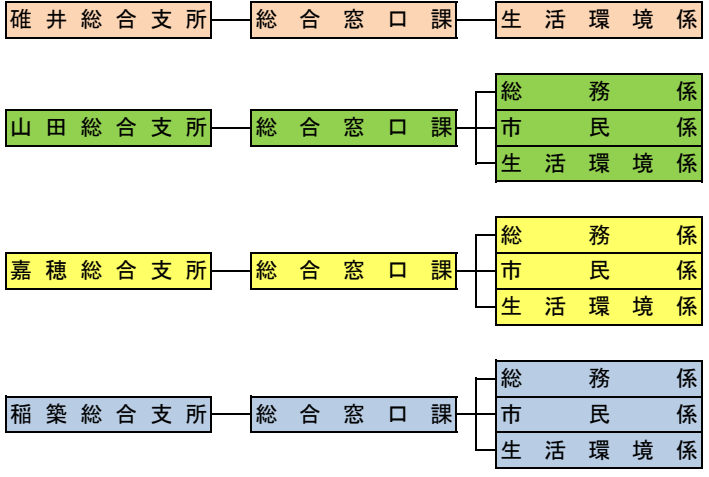 碓井総合支所 総合窓口課 生活環境係
総務係
山田総合支所 総合窓口課 市民係
生活環境係
総務係
嘉穂総合支所 総合窓口課 市民係
生活環境係
総務係
稲築総合支所 総合窓口課 市民係
生活環境係